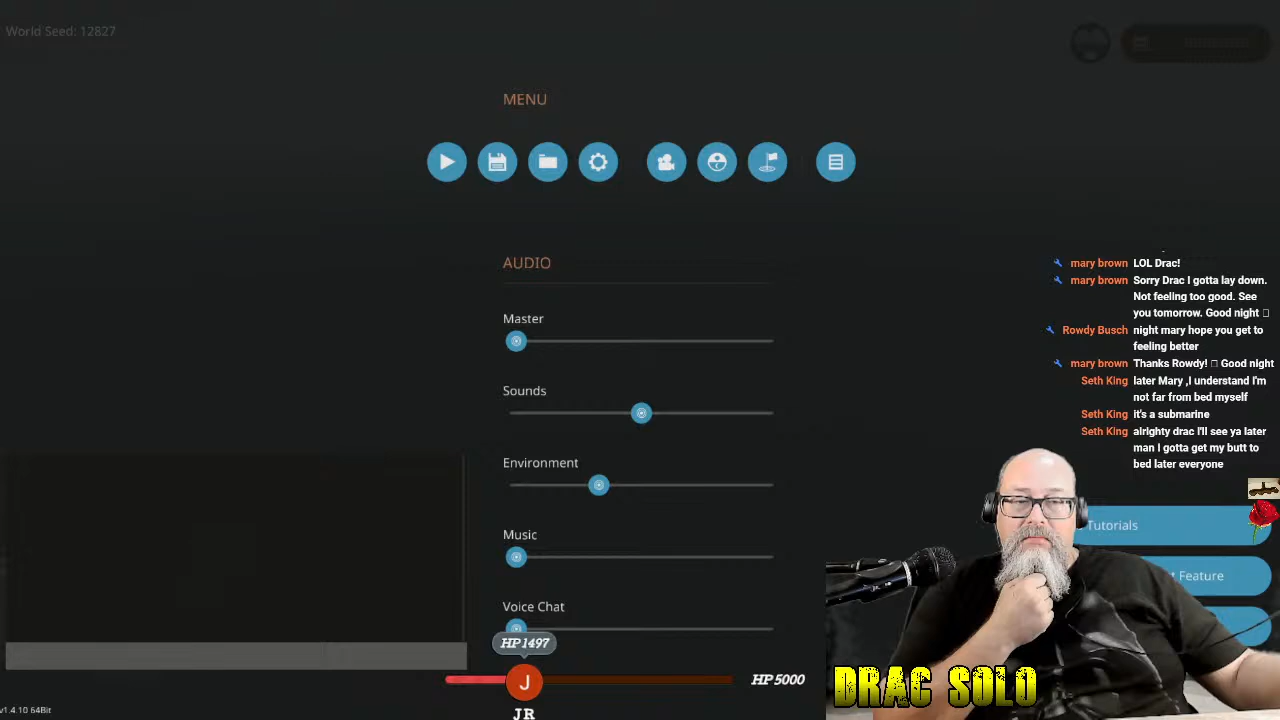 World Seed: 12827
MENU
AUDIO
Master
Sounds
Environment
Music
Voice Chat
HP 1497
J
HP 5000
JR
v1.4.10 64Bit
mary brown LOL Drac!
mary brown Sorry Drac I gotta lay down.
Not feeling too good. See
you tomorrow. Good night
Rowdy Busch night mary hope you get to
feeling better
mary brown Thanks Rowdy! Good night
Seth King later Mary ,I understand I'm
not far from bed myself
Seth King it's a submarine
Seth King alrighty drac i'll see ya later
man I gotta get my butt to
bed later everyone
Tutorials
Feature
DRAC SOLO